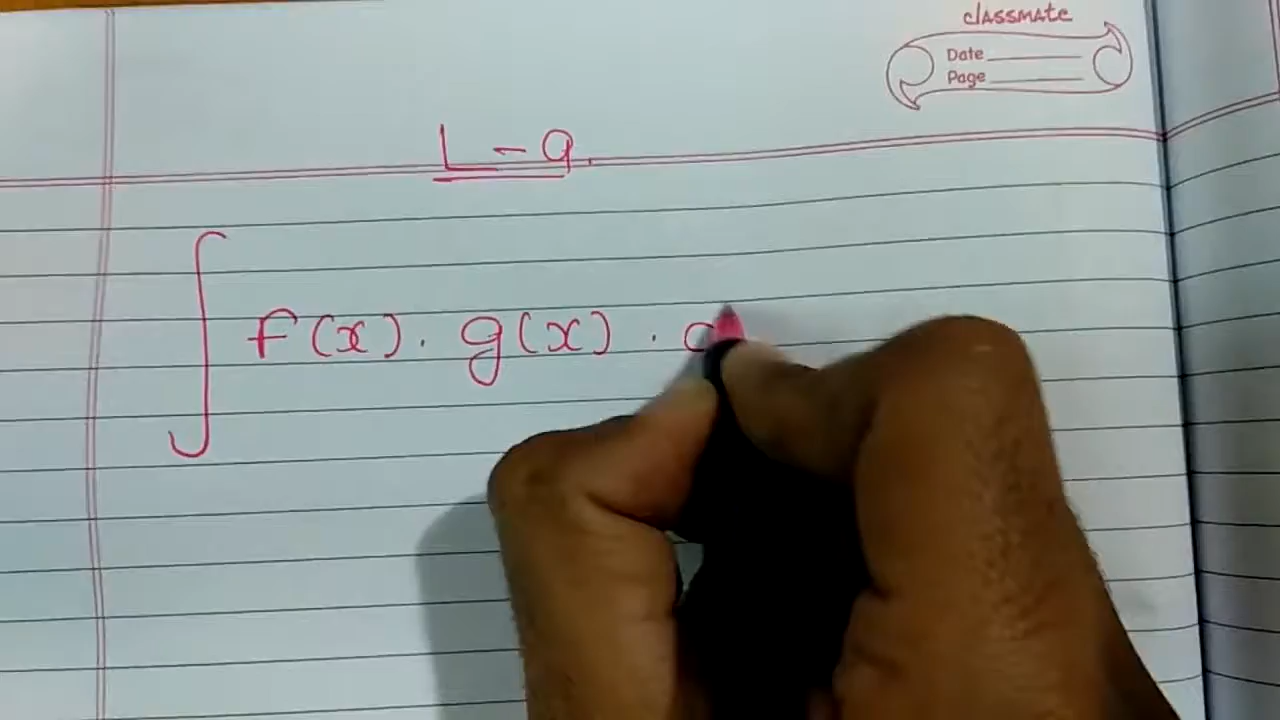 classmate
Date
Page
L - 9.
∫ f(x). g(x) .